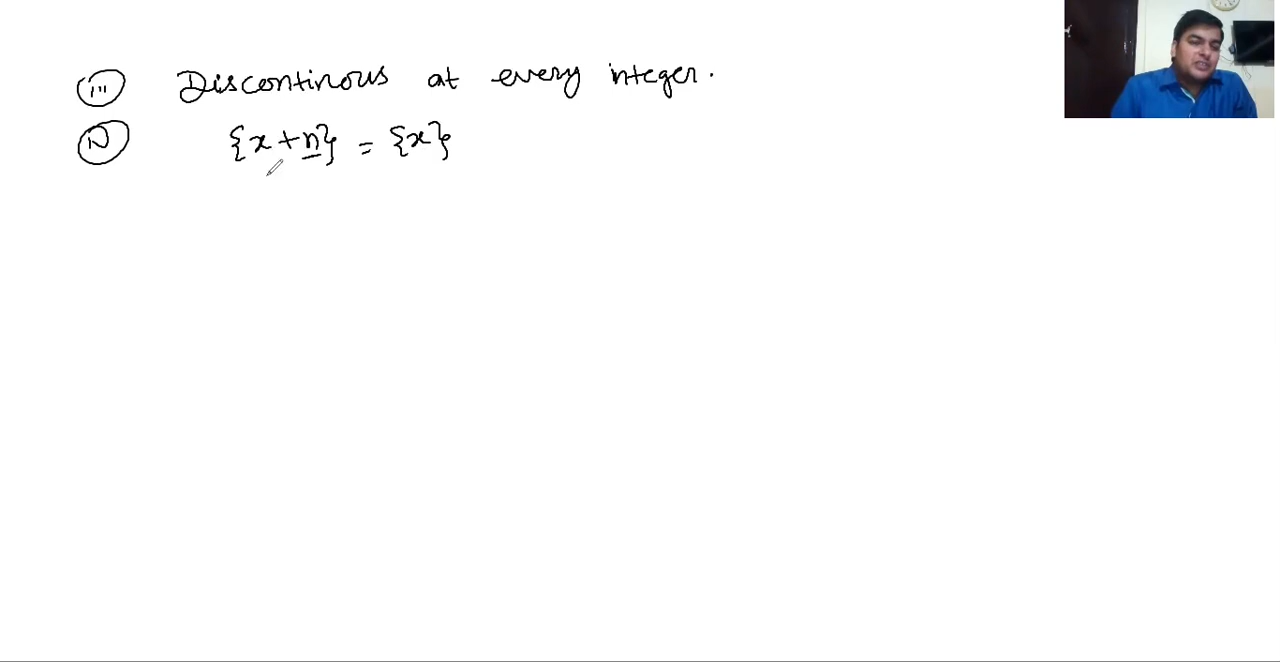 (iii) Discontinous at every integer.
(iv) {x+n} = {x}